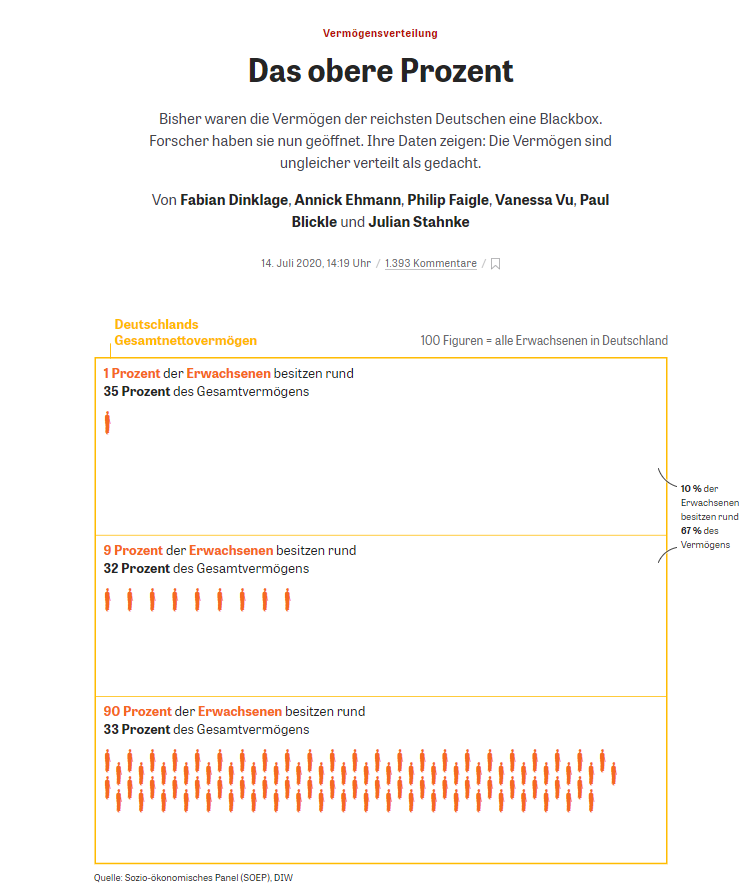 Vermögensverteilung
Das obere Prozent
Bisher waren die Vermögen der reichsten Deutschen eine Blackbox.
Forscher haben sie nun geöffnet. Ihre Daten zeigen: Die Vermögen sind
ungleicher verteilt als gedacht.
Von Fabian Dinklage, Annick Ehmann, Philip Faigle, Vanessa Vu, Paul
Blickle und Julian Stahnke
14. Juli 2020, 14:19 Uhr / 1.393 Kommentare /
Deutschlands
Gesamtnettovermögen
100 Figuren = alle Erwachsenen in Deutschland
1 Prozent der Erwachsenen besitzen rund
35 Prozent des Gesamtvermögens
10 % der
Erwachsenen
besitzen rund
67 % des
Vermögens
9 Prozent der Erwachsenen besitzen rund
32 Prozent des Gesamtvermögens
90 Prozent der Erwachsenen besitzen rund
33 Prozent des Gesamtvermögens
Quelle: Sozio-ökonomisches Panel (SOEP), DIW